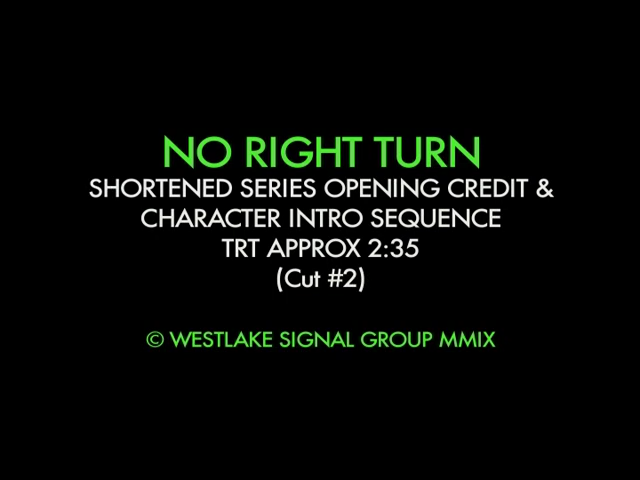 NO RIGHT TURN
SHORTENED SERIES OPENING CREDIT &
CHARACTER INTRO SEQUENCE
TRT APPROX 2:35
(Cut #2)
© WESTLAKE SIGNAL GROUP MMIX